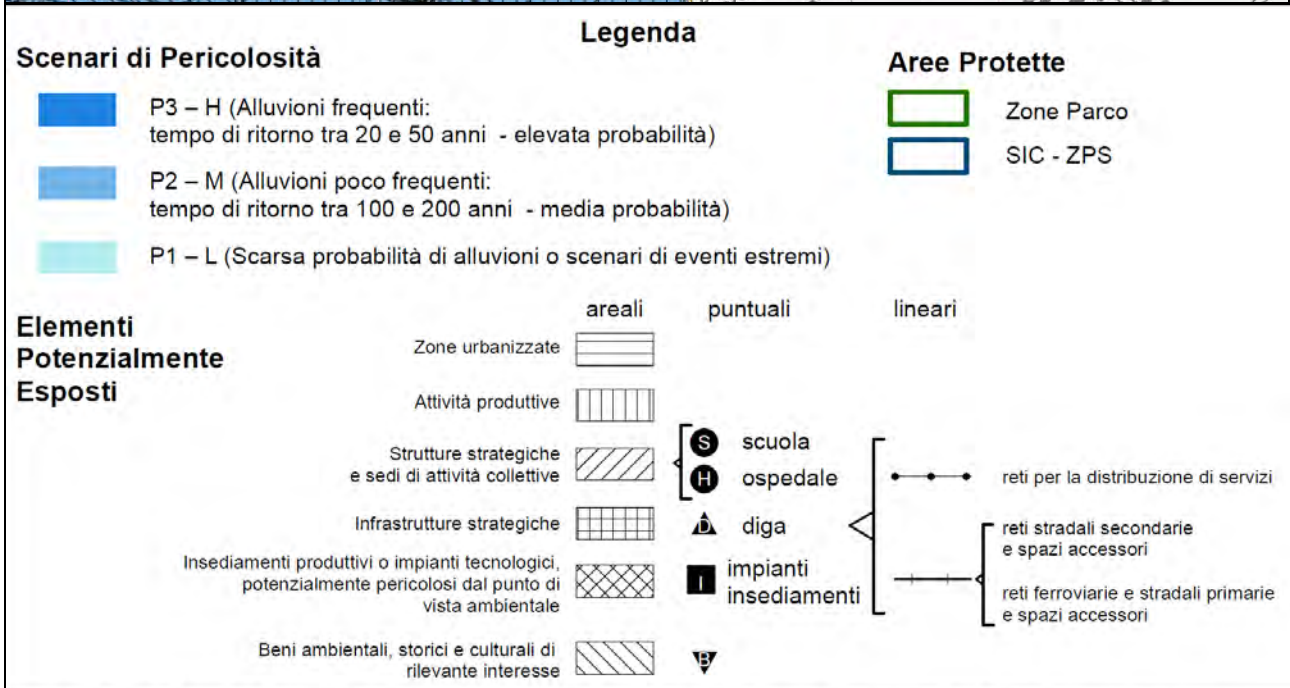 Legenda
Scenari di Pericolosità
P3 – H (Alluvioni frequenti:
tempo di ritorno tra 20 e 50 anni - elevata probabilità)
P2 – M (Alluvioni poco frequenti:
tempo di ritorno tra 100 e 200 anni - media probabilità)
P1 – L (Scarsa probabilità di alluvioni o scenari di eventi estremi)
Aree Protette
Zone Parco
SIC - ZPS
Elementi
Potenzialmente
Esposti
areali
puntuali
lineari
Zone urbanizzate
Attività produttive
Strutture strategiche
e sedi di attività collettive
Infrastrutture strategiche
Insediamenti produttivi o impianti tecnologici,
potenzialmente pericolosi dal punto di
vista ambientale
Beni ambientali, storici e culturali di
rilevante interesse
S scuola
H ospedale
D diga
I impianti
insediamenti
B
reti per la distribuzione di servizi
reti stradali secondarie
e spazi accessori
reti ferroviarie e stradali primarie
e spazi accessori